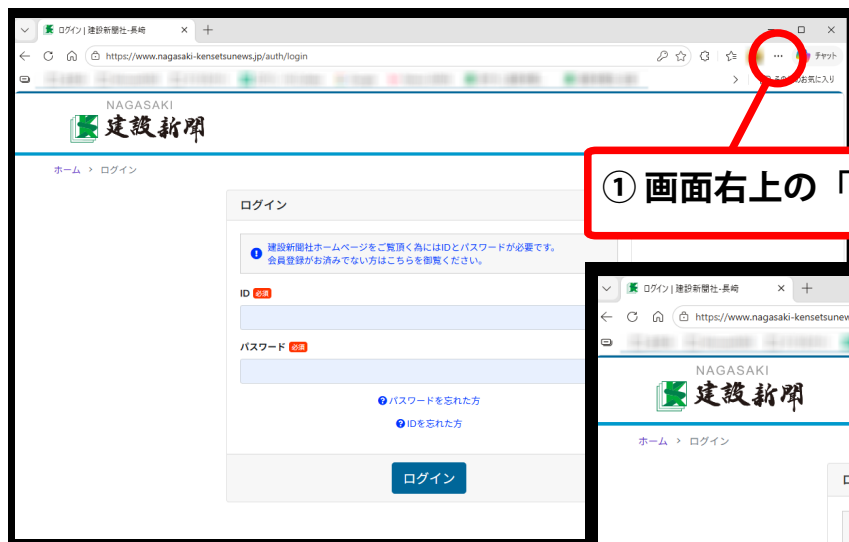 ログイン | 建設新聞社-長崎
https://www.nagasaki-kensetsunews.jp/auth/login
チャット
のお気に入り
NAGASAKI
建設新聞
ホーム > ログイン
① 画面右上の「
ログイン
建設新聞社ホームページをご覧頂く為にはIDとパスワードが必要です。
会員登録がお済みでない方はこちらを御覧ください。
ID 必須
パスワード 必須
パスワードを忘れた方
IDを忘れた方
ログイン
ログイン | 建設新聞社-長崎
https://www.nagasaki-kensetsunew
NAGASAKI
建設新聞
ホーム > ログイン